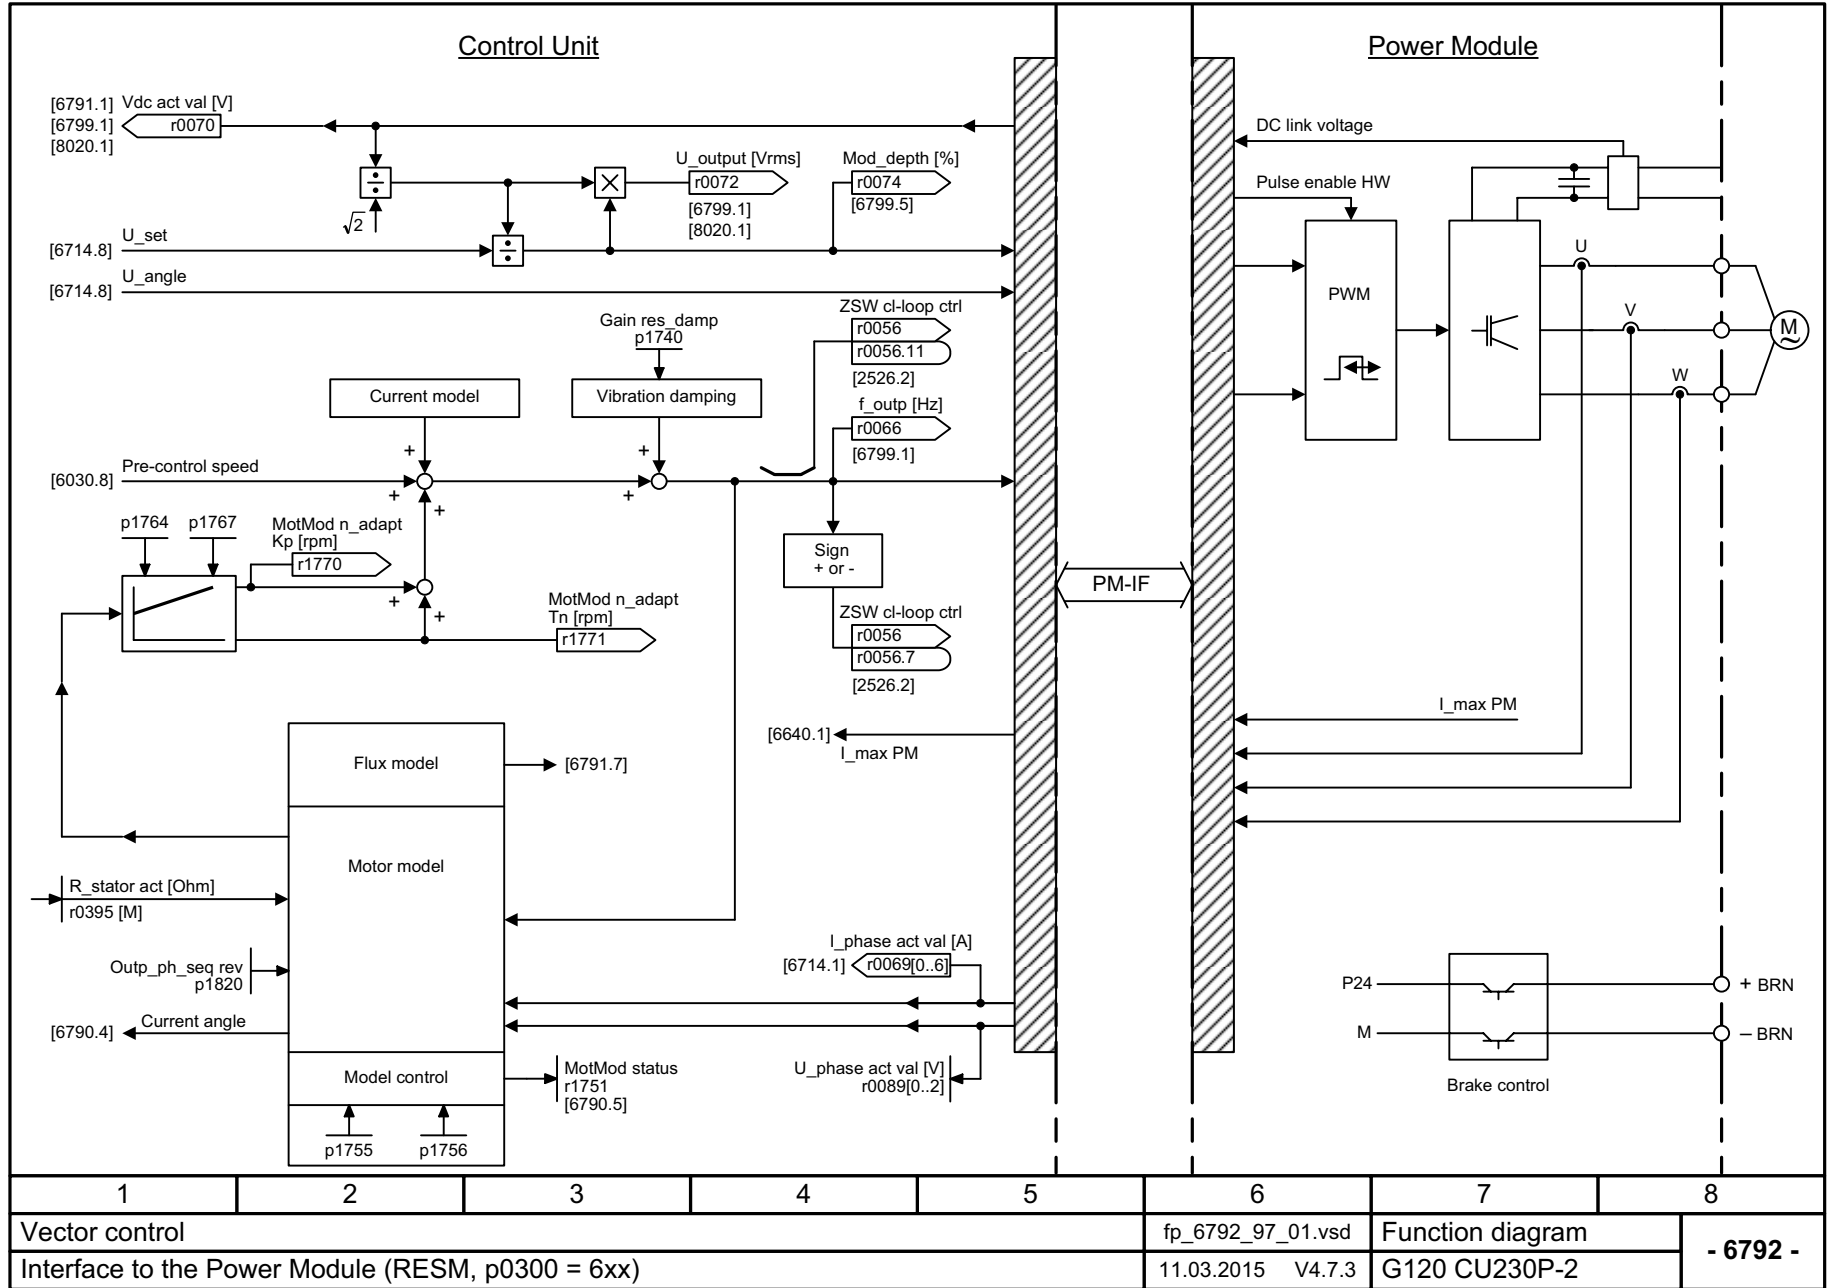 Control Unit
Power Module
[6791.1] Vdc act val [V]
[6799.1] r0070
[8020.1]
DC link voltage
U_output [Vrms]
r0072
[6799.1]
[8020.1]
Mod_depth [%]
r0074
[6799.5]
÷
√2
×
Pulse enable HW
U_set
[6714.8]
÷
U_angle
[6714.8]
PWM
U
V
W
M
~
ZSW cl-loop ctrl
r0056
r0056.11
[2526.2]
Gain res_damp
p1740
Current model
Vibration damping
f_outp [Hz]
r0066
[6799.1]
+
+
[6030.8] Pre-control speed
+
+
+
p1764
p1767
MotMod n_adapt
Kp [rpm]
r1770
Sign
+ or -
PM-IF
+
+
MotMod n_adapt
Tn [rpm]
r1771
ZSW cl-loop ctrl
r0056
r0056.7
[2526.2]
I_max PM
[6640.1]
I_max PM
Flux model
[6791.7]
Motor model
R_stator act [Ohm]
r0395 [M]
I_phase act val [A]
[6714.1] r0069[0..6]
Outp_ph_seq rev
p1820
Current angle
[6790.4]
P24
+ BRN
M
– BRN
Brake control
Model control
MotMod status
r1751
[6790.5]
U_phase act val [V]
r0089[0..2]
p1755
p1756
1 2 3 4 5 6 7 8
Vector control
fp_6792_97_01.vsd
Function diagram
- 6792 -
Interface to the Power Module (RESM, p0300 = 6xx)
11.03.2015 V4.7.3
G120 CU230P-2